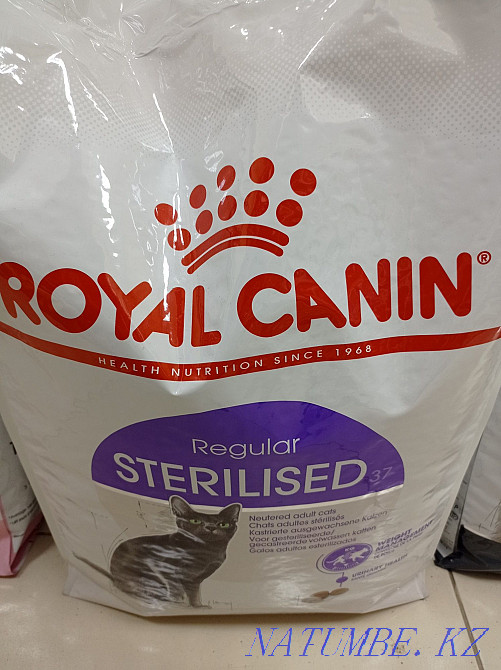 ROYAL CANIN®
HEALTH NUTRITION SINCE 1968
Regular
STERILISED 37
Neutered adult cats
Chats adultes stérilisés
Kastrierte ausgewachsene Katzen
Voor gesteriliseerde/
gecastreerde volwassen katten
Gatos adultos esterilizados
WEIGHT
MANAGEMENT
URINARY HEALTH
NATUMBE.KZ